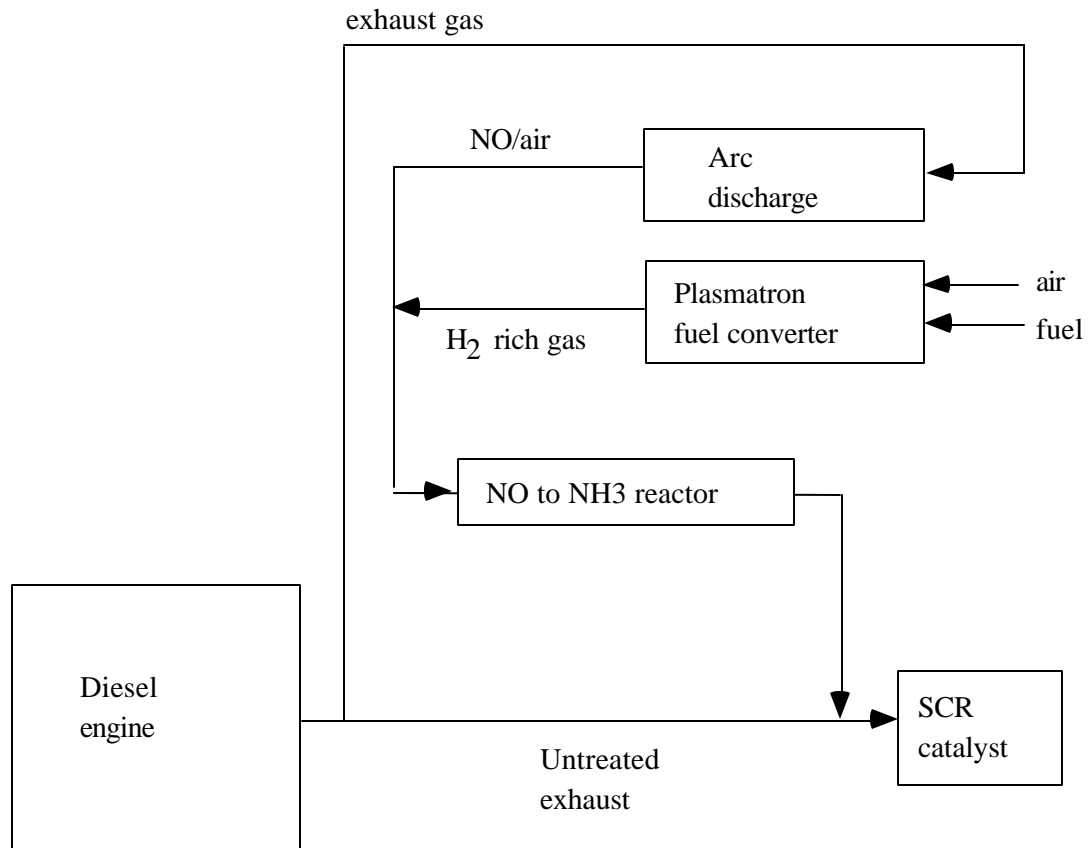 exhaust gas
NO/air
Arc
discharge
Plasmatron
fuel converter
air
fuel
H2 rich gas
NO to NH3 reactor
Diesel
engine
SCR
catalyst
Untreated
exhaust